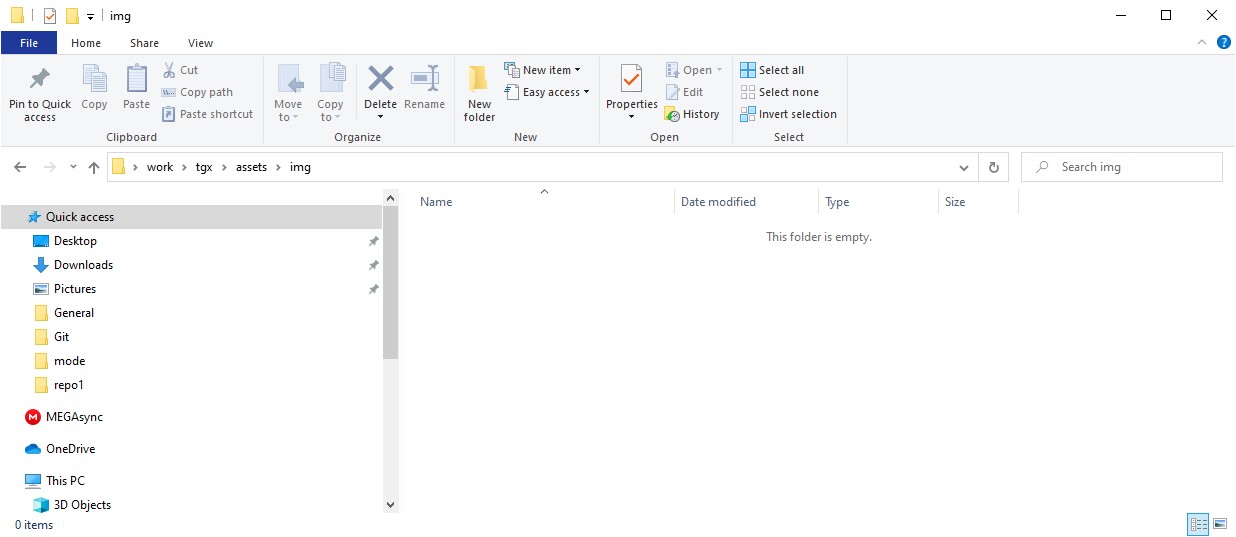 img
File Home Share View
Pin to Quick access
Copy
Paste
Cut
Copy path
Paste shortcut
Clipboard
Move to
Copy to
Delete
Rename
Organize
New folder
New item
Easy access
New
Properties
Open
Edit
History
Open
Select all
Select none
Invert selection
Select
work tgx assets img
Search img
Name Date modified Type Size
This folder is empty.
Quick access
Desktop
Downloads
Pictures
General
Git
mode
repo1
MEGAsync
OneDrive
This PC
3D Objects
0 items